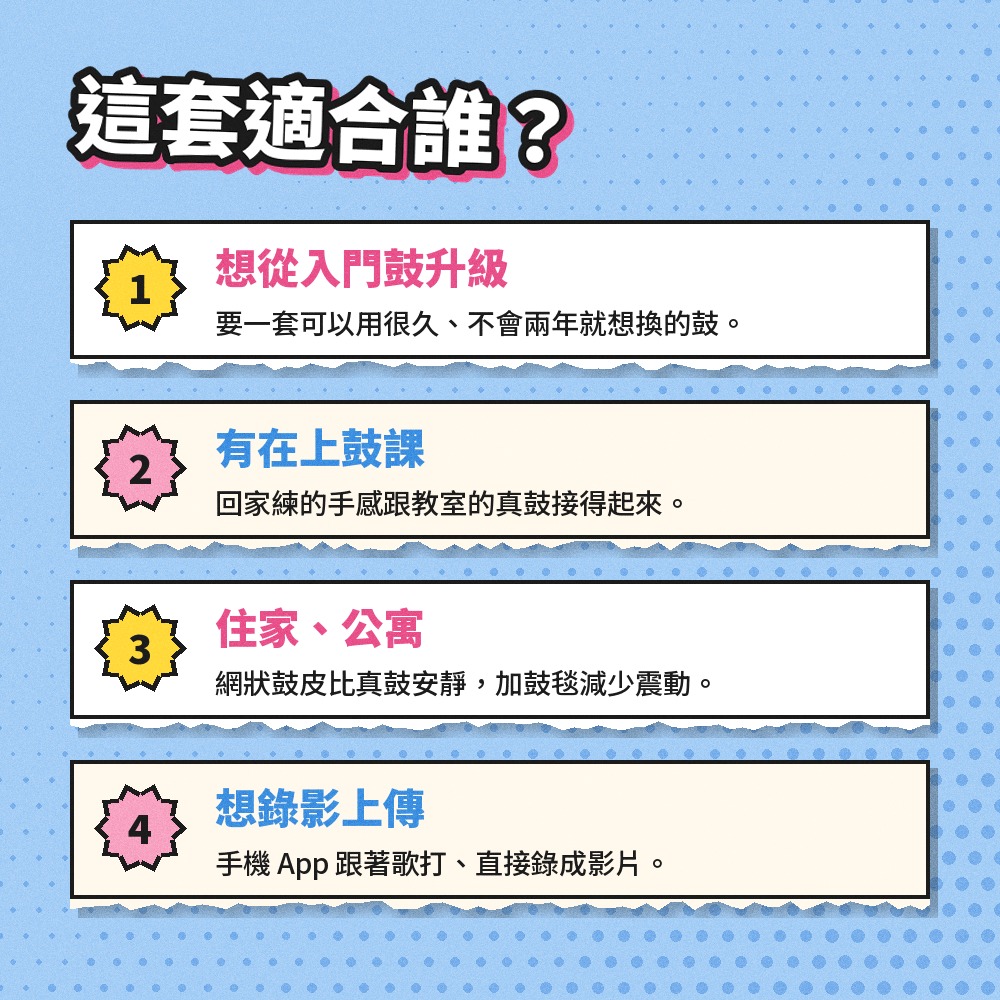 這套適合誰？
1
想從入門鼓升級
要一套可以用很久、不會兩年就想換的鼓。
2
有在上鼓課
回家練的手感跟教室的真鼓接得起來。
3
住家、公寓
網狀鼓皮比真鼓安靜，加鼓毯減少震動。
4
想錄影上傳
手機 App 跟著歌打、直接錄成影片。